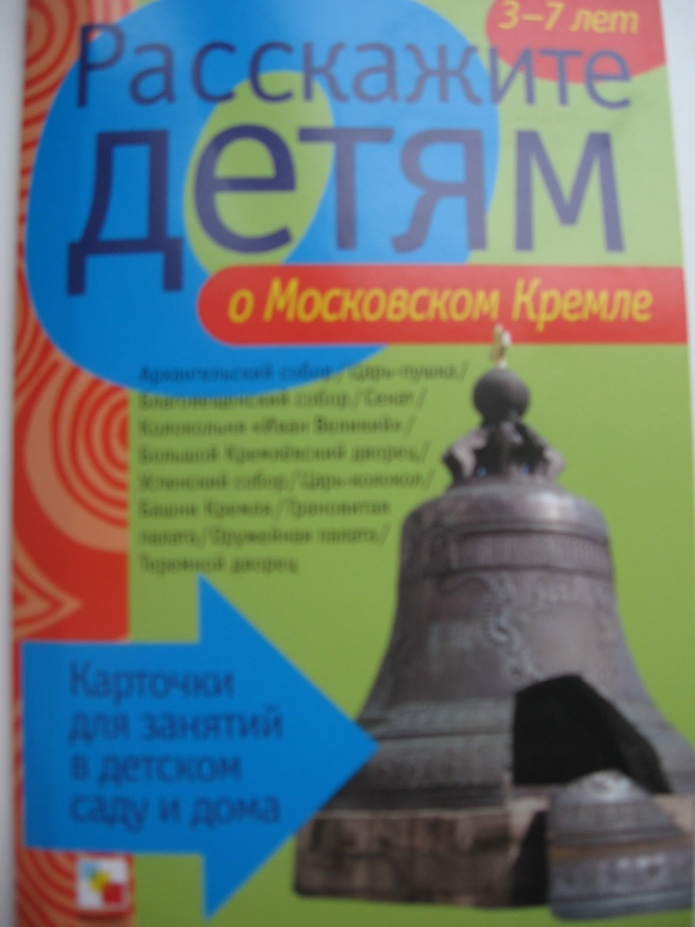 3–7 лет
Расскажите
детям
о Московском Кремле
Архангельский собор/Царь-пушка/
Благовещенский собор/Сенат/
Колокольня «Иван Великий»/
Большой Кремлёвский дворец/
Успенский собор/Царь-колокол/
Башни Кремля/Грановитая
палата/Оружейная палата/
Теремной дворец
Карточки
для занятий
в детском
саду и дома